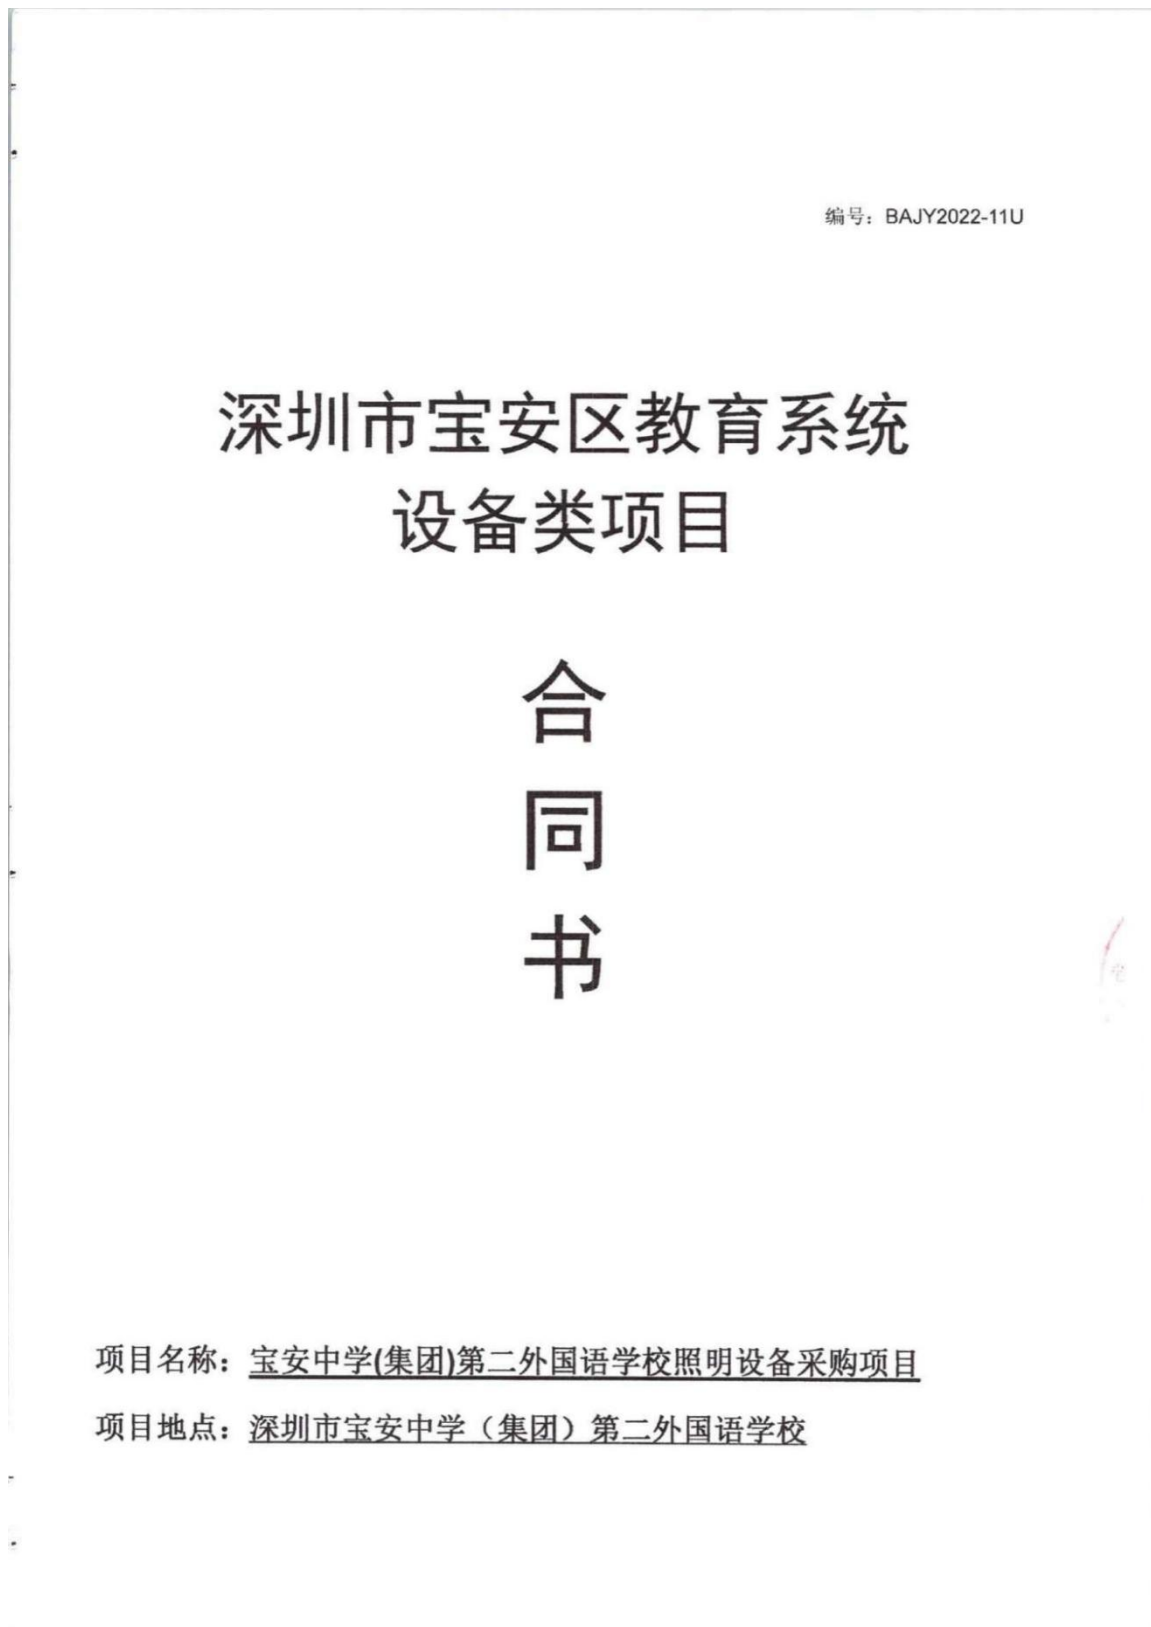 编号：BAJY2022-11U
深圳市宝安区教育系统
设备类项目
合
同
书
项目名称：宝安中学(集团)第二外国语学校照明设备采购项目
项目地点：深圳市宝安中学（集团）第二外国语学校